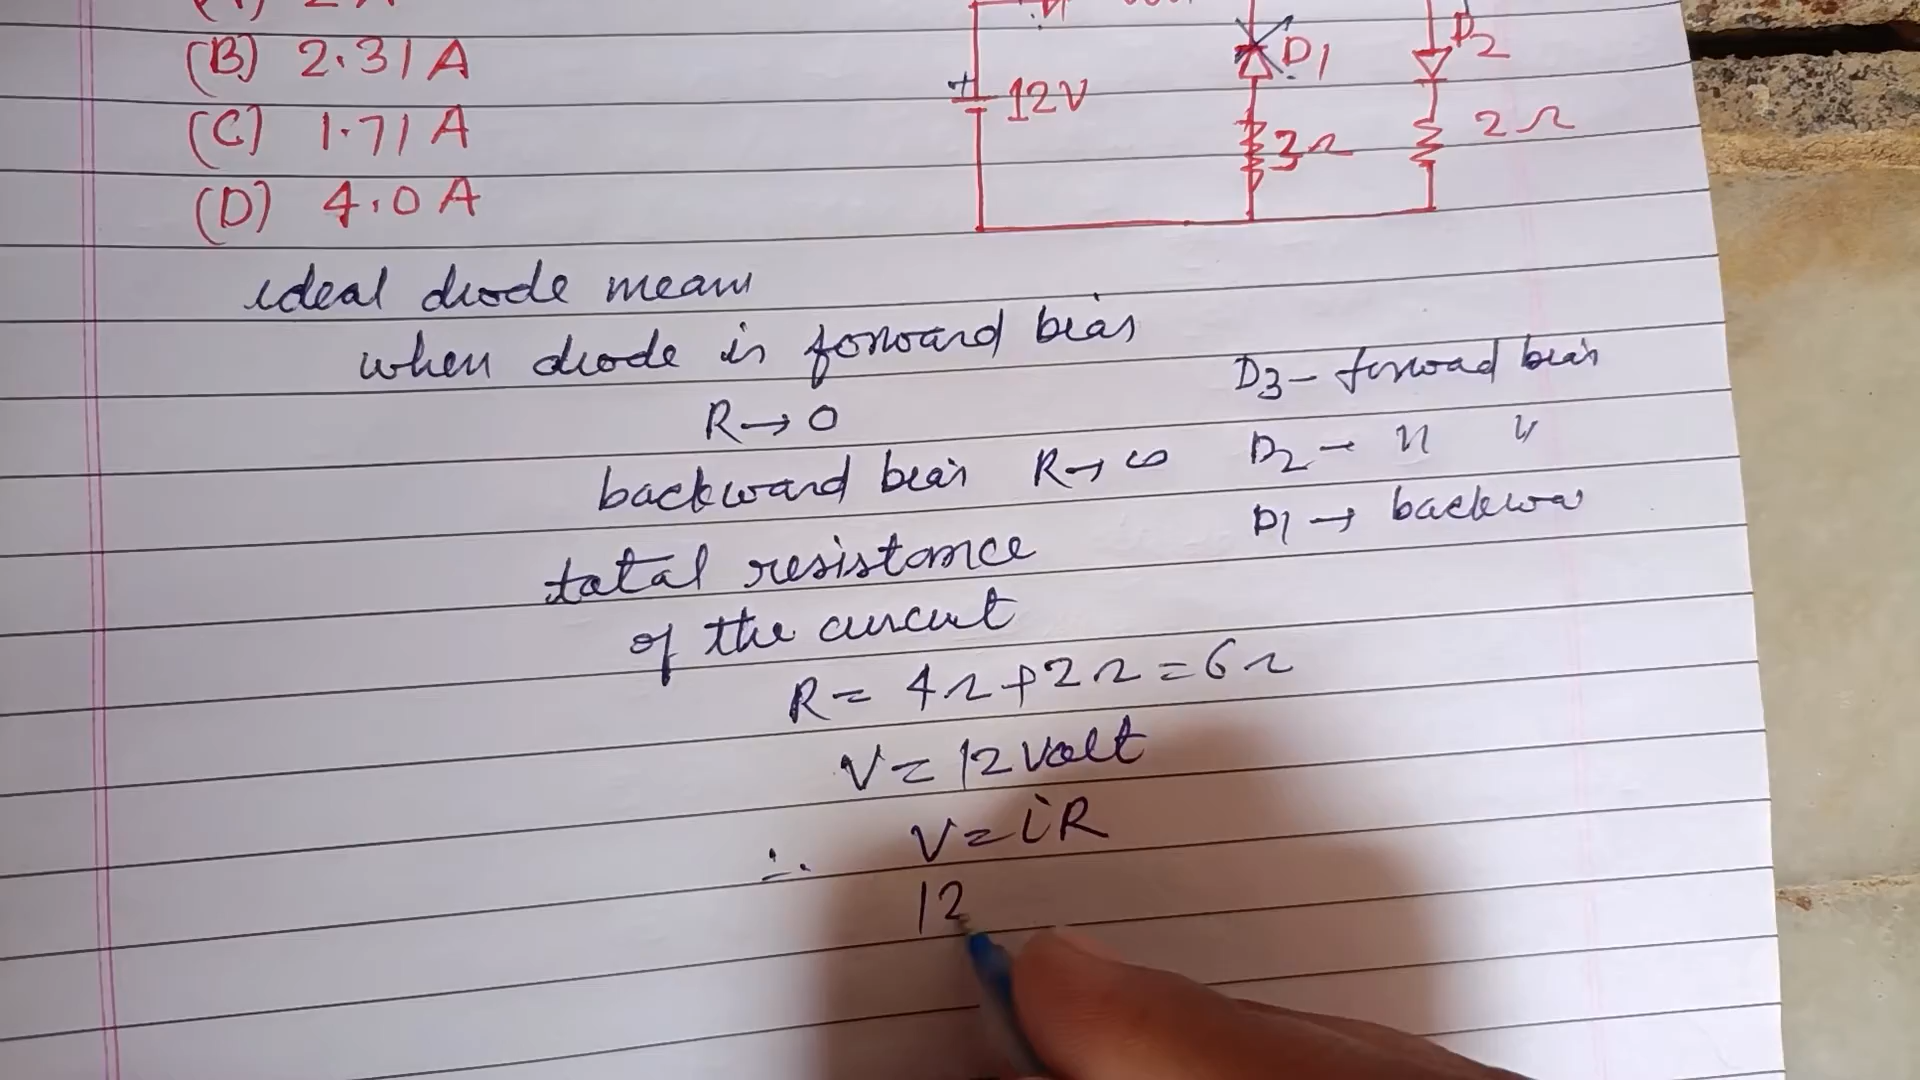 (B) 2.31 A
(C) 1.71 A
(D) 4.0 A
12V
D1
D2
3Ω
2Ω
ideal diode means
when diode is forward bias
R→0
backward bias R→∞
D3 - forward bias
D2 - 〃 〃
D1 → backwa
total resistance
of the circuit
R = 4Ω + 2Ω = 6Ω
V = 12 Volt
∴ V = iR
12